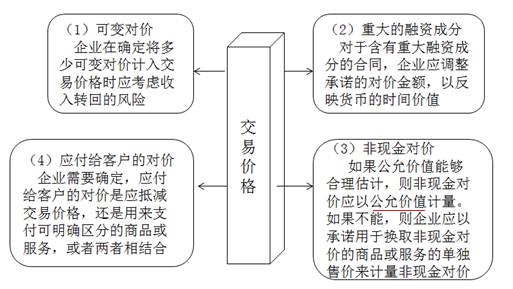 （1）可变对价
企业在确定将多
少可变对价计入交
易价格时应考虑收
入转回的风险
（2）重大的融资成分
对于含有重大融资成
分的合同，企业应调整
承诺的对价金额，以反
映货币的时间价值
交易价格
（4）应付给客户的对价
企业需要确定，应付
给客户的对价是应抵减
交易价格，还是用来支
付可明确区分的商品或
服务，或者两者相结合
（3）非现金对价
如果公允价值能够
合理估计，则非现金对
价应以公允价值计量。
如果不能，则企业应以
承诺用于换取非现金对
价的商品或服务的单独
售价来计量非现金对价